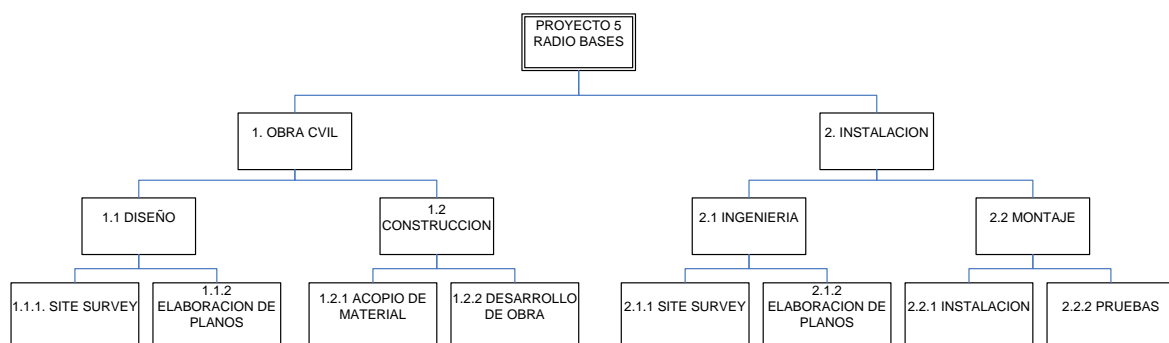 PROYECTO 5
RADIO BASES
1. OBRA CVIL
2. INSTALACION
1.1 DISEÑO
1.2
CONSTRUCCION
2.1 INGENIERIA
2.2 MONTAJE
1.1.1. SITE SURVEY
1.1.2
ELABORACION DE
PLANOS
1.2.1 ACOPIO DE
MATERIAL
1.2.2 DESARROLLO
DE OBRA
2.1.1 SITE SURVEY
2.1.2
ELABORACION DE
PLANOS
2.2.1 INSTALACION
2.2.2 PRUEBAS